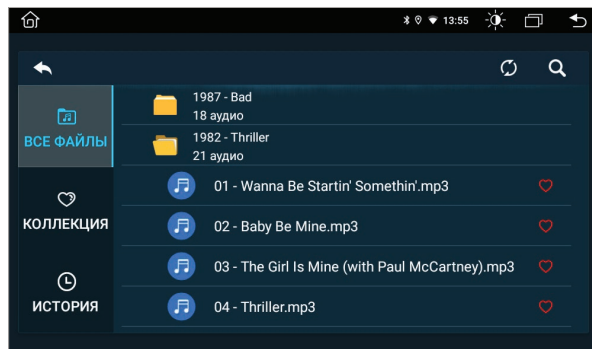 13:55
ВСЕ ФАЙЛЫ
КОЛЛЕКЦИЯ
ИСТОРИЯ
1987 - Bad
18 аудио
1982 - Thriller
21 аудио
01 - Wanna Be Startin' Somethin'.mp3
02 - Baby Be Mine.mp3
03 - The Girl Is Mine (with Paul McCartney).mp3
04 - Thriller.mp3